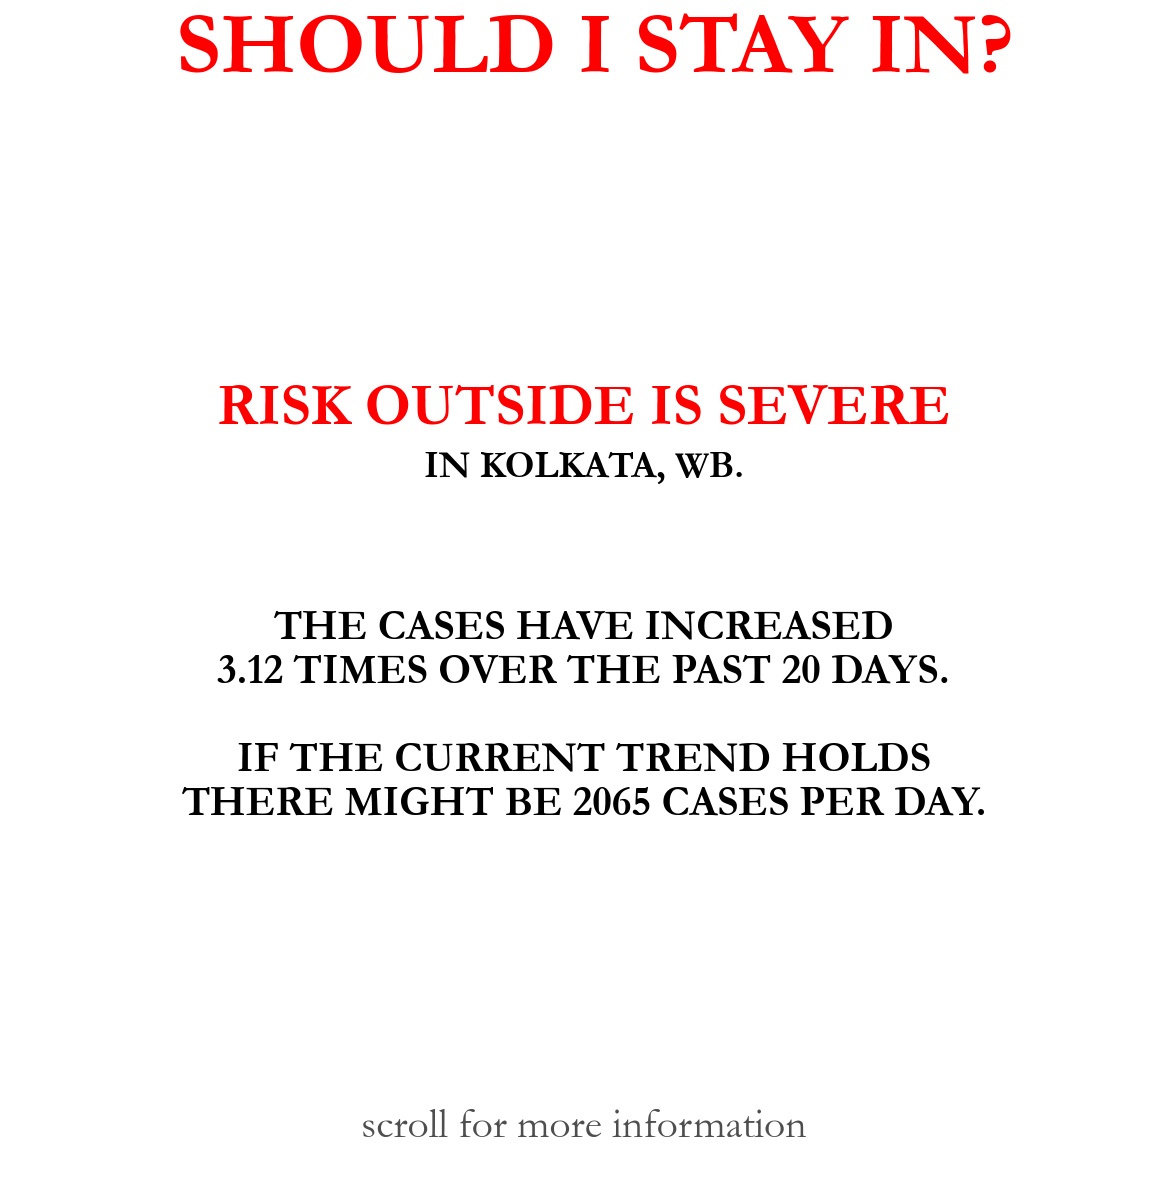 SHOULD I STAY IN?
RISK OUTSIDE IS SEVERE
IN KOLKATA, WB.
THE CASES HAVE INCREASED
3.12 TIMES OVER THE PAST 20 DAYS.
IF THE CURRENT TREND HOLDS
THERE MIGHT BE 2065 CASES PER DAY.
scroll for more information